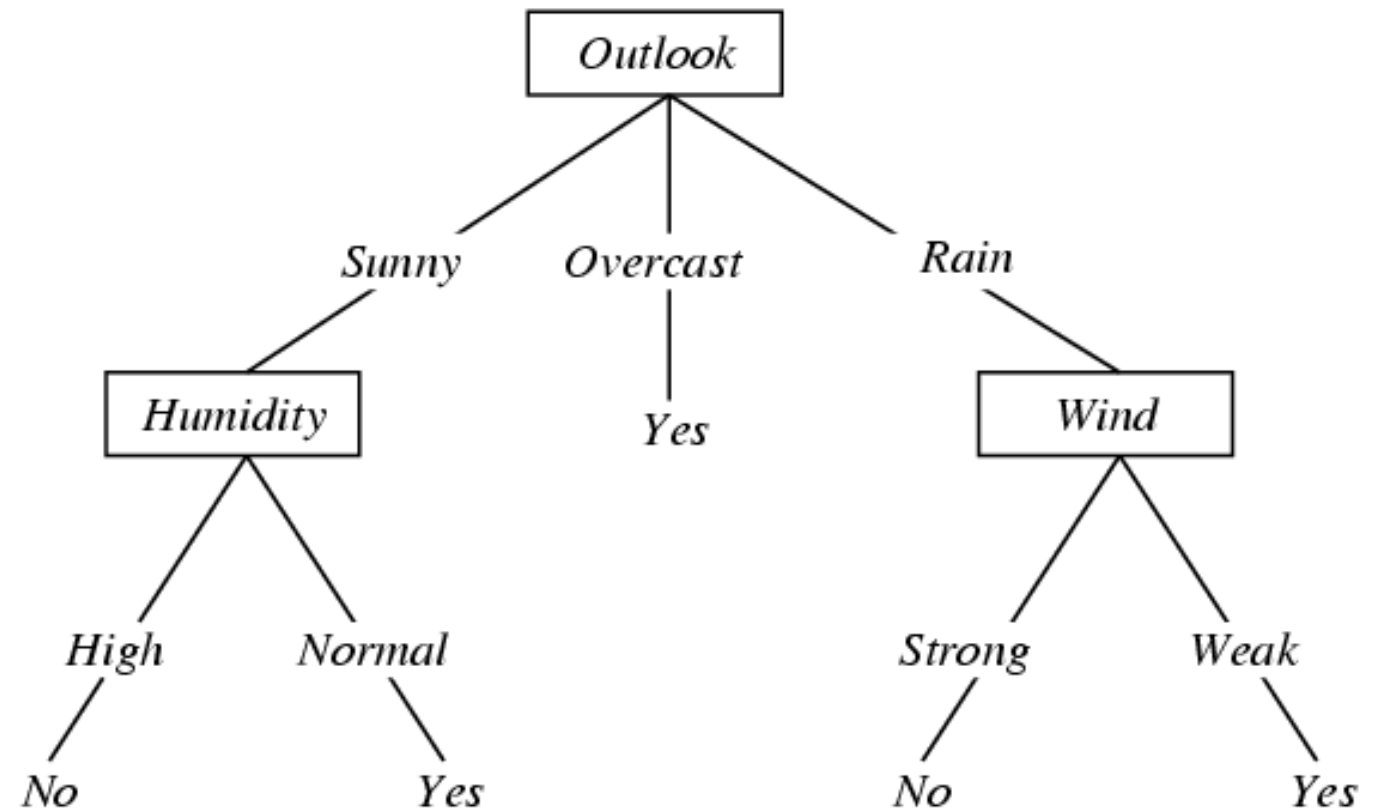 Outlook
Sunny Overcast Rain
Humidity Yes Wind
High Normal Strong Weak
No Yes No Yes